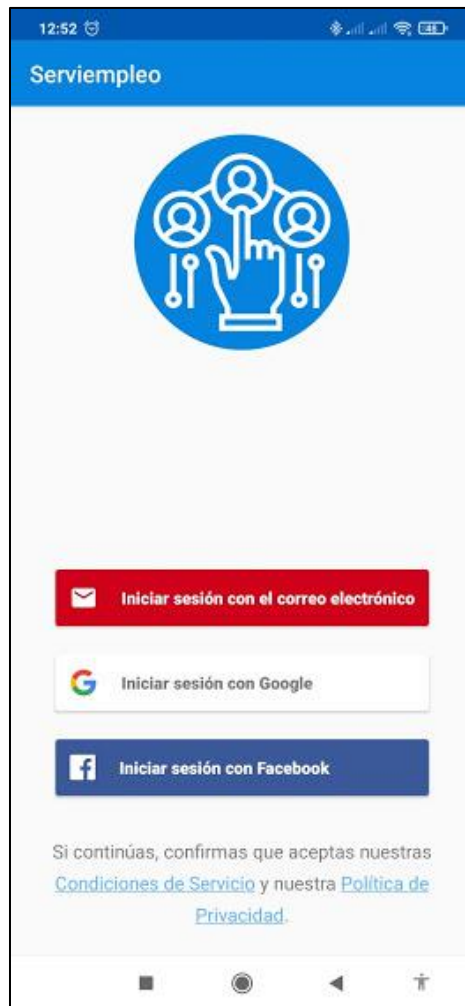 12:52
Serviempleo
Iniciar sesión con el correo electrónico
Iniciar sesión con Google
Iniciar sesión con Facebook
Si continúas, confirmas que aceptas nuestras
Condiciones de Servicio y nuestra Política de
Privacidad.